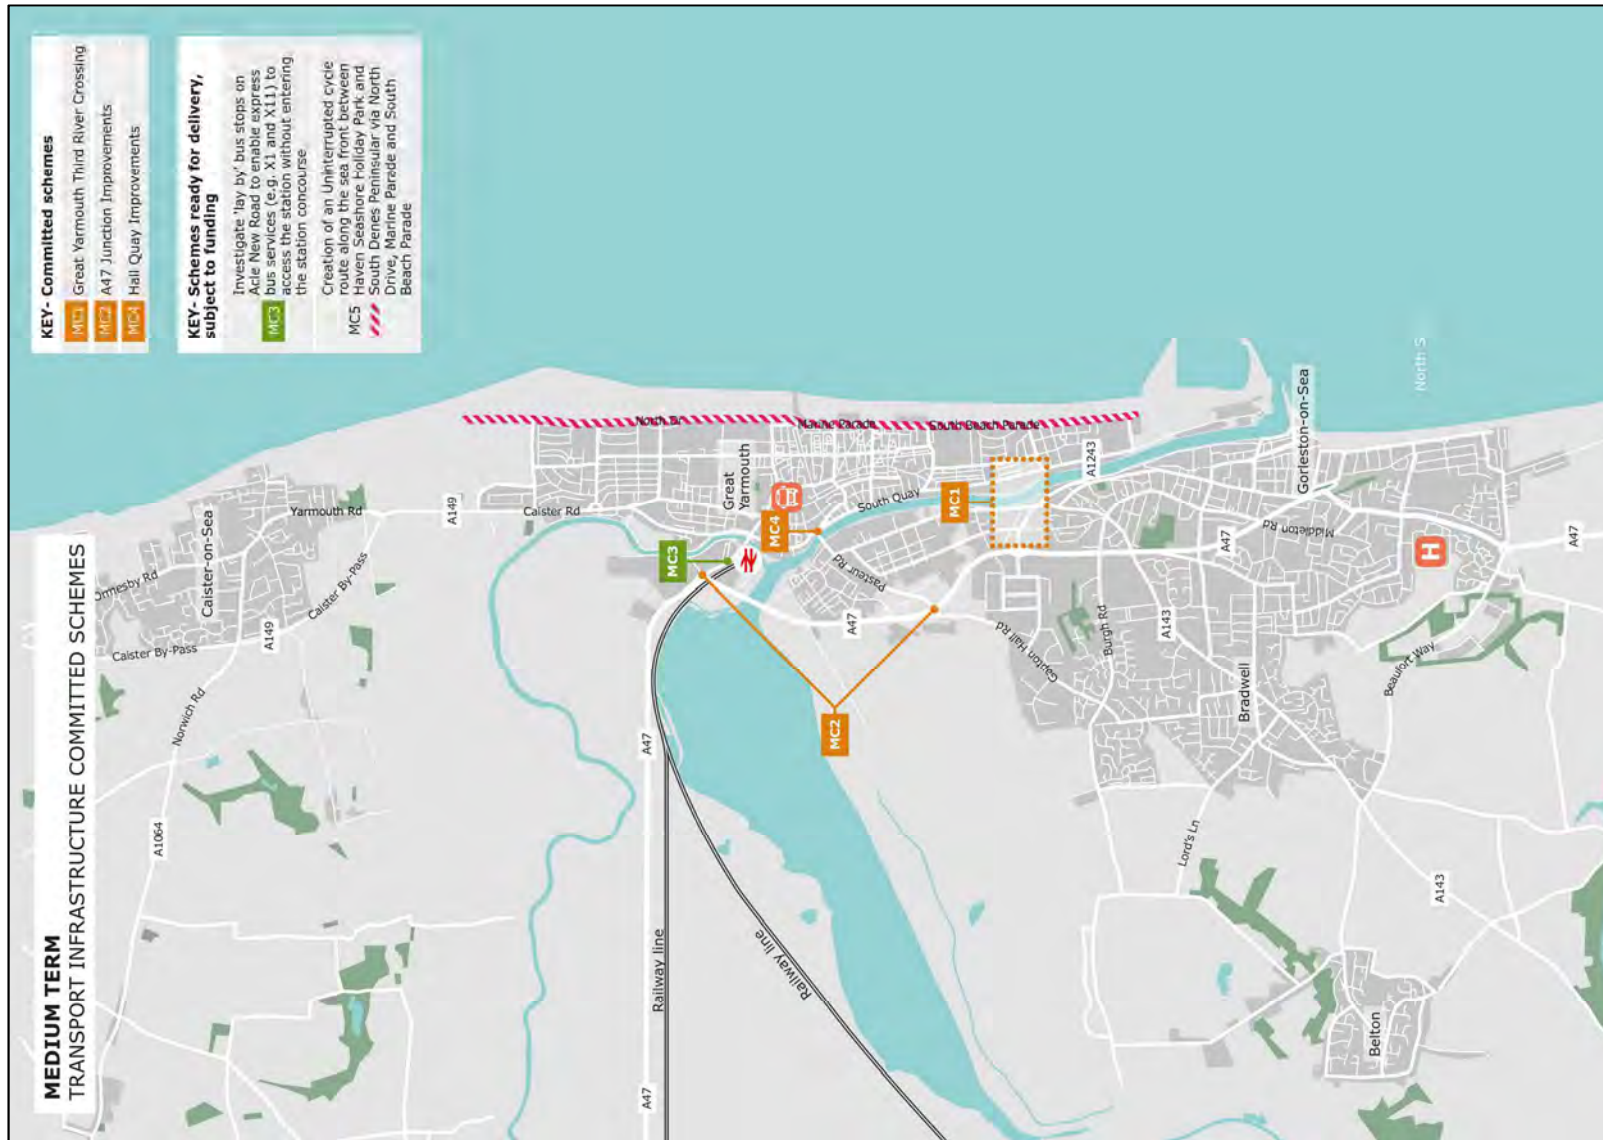 MEDIUM TERM
TRANSPORT INFRASTRUCTURE COMMITTED SCHEMES
KEY- Committed schemes
MC1 Great Yarmouth Third River Crossing
MC2 A47 Junction Improvements
MC4 Hall Quay Improvements
KEY- Schemes ready for delivery,
subject to funding
Investigate 'lay by' bus stops on
Acle New Road to enable express
MC3 bus services (e.g. X1 and X11) to
access the station without entering
the station concourse
Creation of an Uninterrupted cycle
route along the sea front between
MC5 Haven Seashore Holiday Park and
South Denes Peninsular via North
Drive, Marine Parade and South
Beach Parade
Ormesby Rd
Caister-on-Sea
Yarmouth Rd
Caister By-Pass
A149
Caister By-Pass
Norwich Rd
A1064
A149
Caister Rd
North Dr
Marine Parade
South Beach Parade
Great
Yarmouth
MC3
MC4
South Quay
MC1
A1243
Pasteur Rd
A47
MC2
A47
A47
Railway line
Railway line
Gapton Hall Rd
Burgh Rd
A143
A47
Middleton Rd
Gorleston-on-Sea
North S
H
A47
Beaufort Way
Bradwell
Lord's Ln
A143
Belton